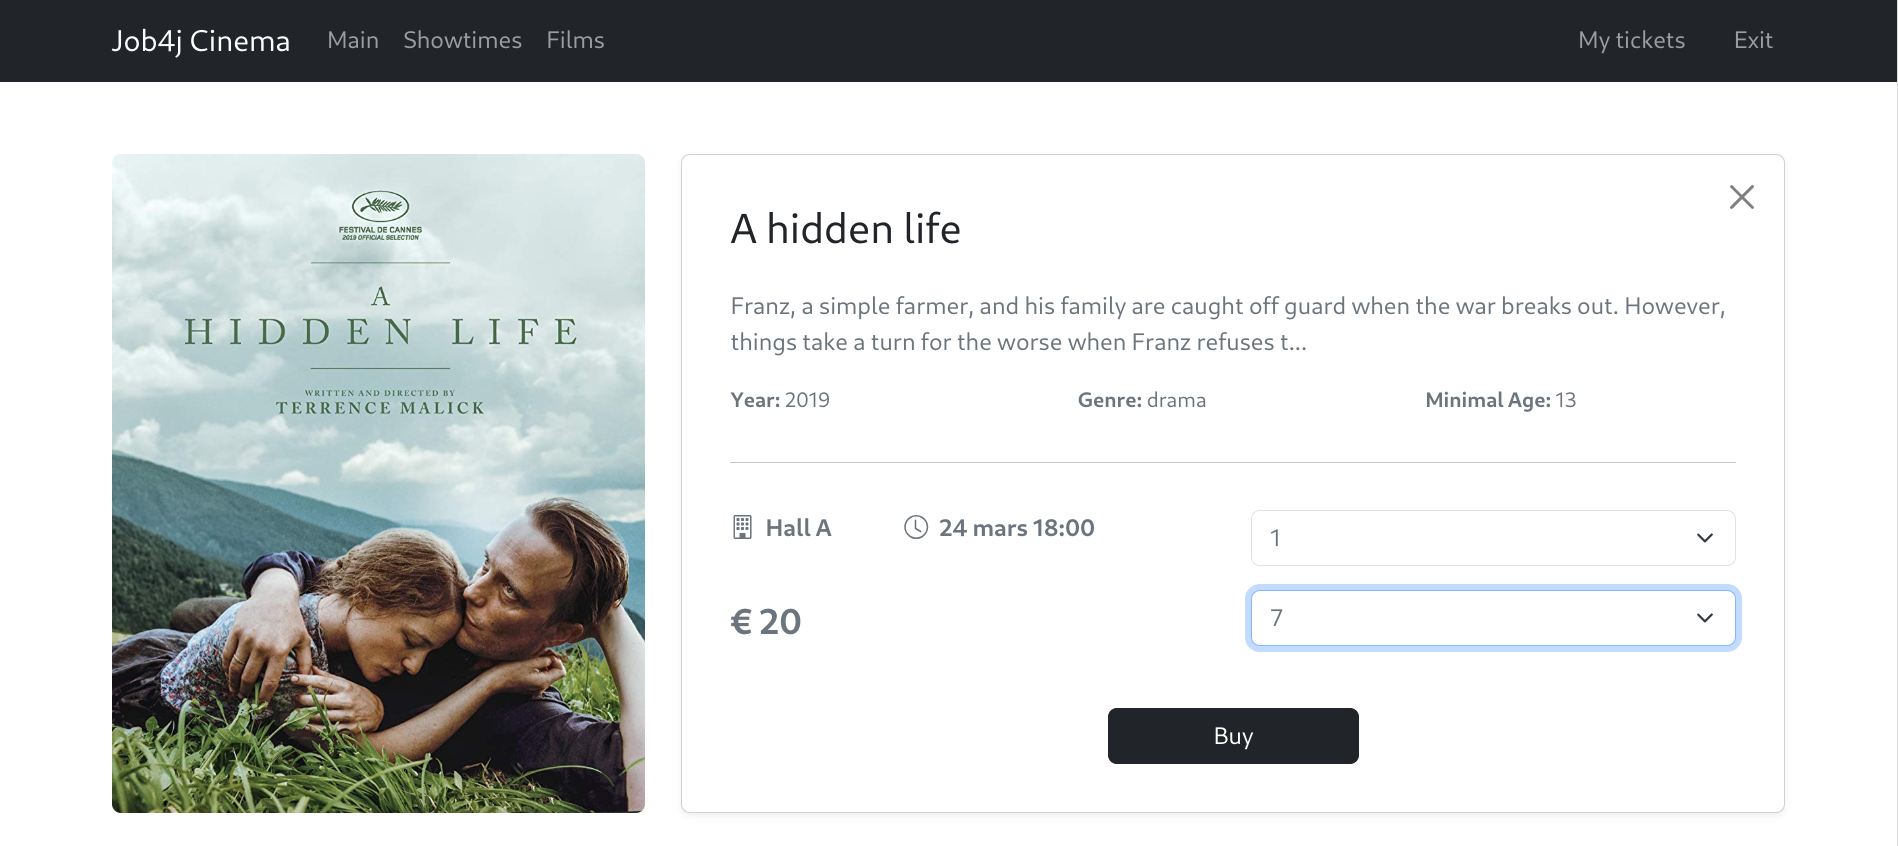 Job4j Cinema Main Showtimes Films My tickets Exit
FESTIVAL DE CANNES
2019 OFFICIAL SELECTION
A
HIDDEN LIFE
WRITTEN AND DIRECTED BY
TERRENCE MALICK
A hidden life
Franz, a simple farmer, and his family are caught off guard when the war breaks out. However,
things take a turn for the worse when Franz refuses t...
Year: 2019 Genre: drama Minimal Age: 13
Hall A 24 mars 18:00 1
€ 20 7
Buy